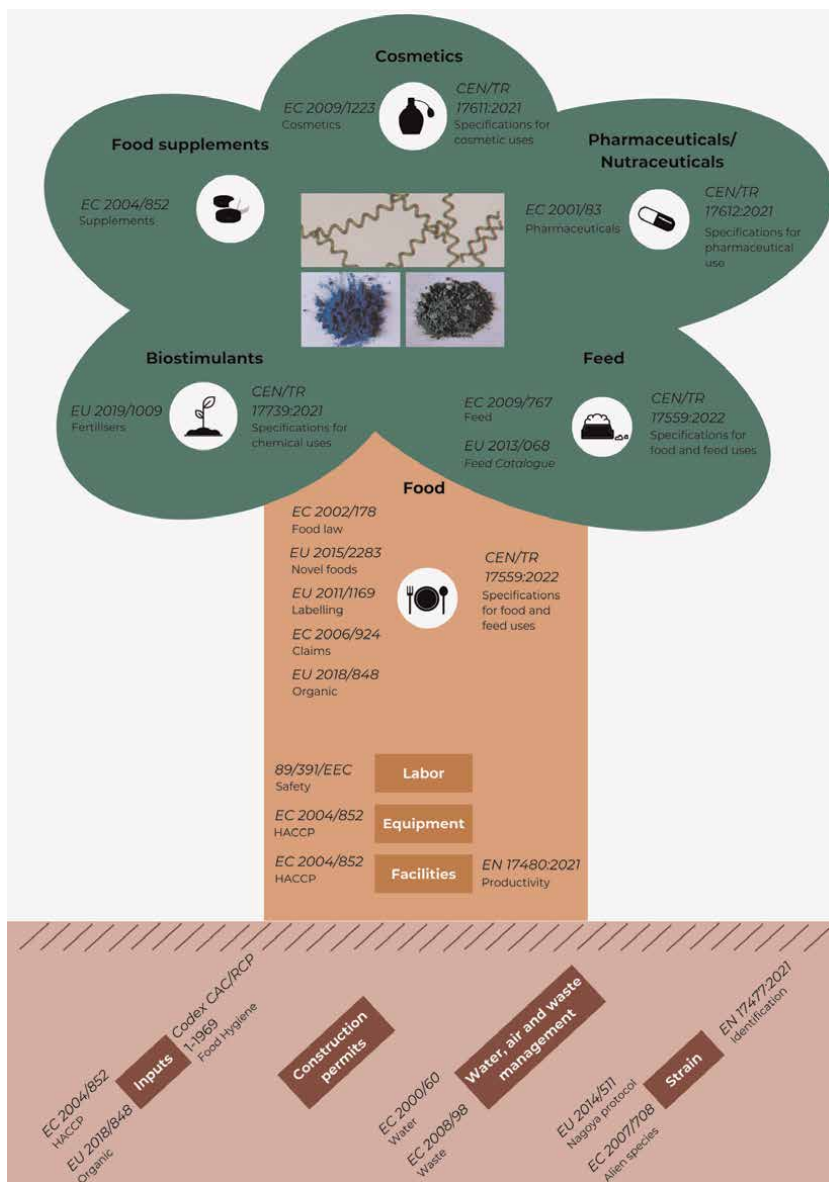 Cosmetics
EC 2009/1223
Cosmetics
CEN/TR
17611:2021
Specifications for
cosmetic uses
Food supplements
EC 2004/852
Supplements
Pharmaceuticals/
Nutraceuticals
EC 2001/83
Pharmaceuticals
CEN/TR
17612:2021
Specifications for
pharmaceutical
use
Biostimulants
EU 2019/1009
Fertilisers
CEN/TR
17739:2021
Specifications for
chemical uses
Feed
EC 2009/767
Feed
EU 2013/068
Feed Catalogue
CEN/TR
17559:2022
Specifications for
food and feed uses
Food
EC 2002/178
Food law
EU 2015/2283
Novel foods
EU 2011/1169
Labelling
EC 2006/924
Claims
EU 2018/848
Organic
CEN/TR
17559:2022
Specifications
for food and
feed uses
89/391/EEC
Safety
Labor
EC 2004/852
HACCP
Equipment
EC 2004/852
HACCP
Facilities
EN 17480:2021
Productivity
EC 2004/852
HACCP
EU 2018/848
Organic
Inputs
Codex CAC/RCP
1-1969
Food Hygiene
Construction
permits
EC 2000/60
Water
EC 2008/98
Waste
Water, air and waste
management
EU 2014/511
Nagoya protocol
EC 2007/708
Alien species
Strain
EN 17477:2021
Identification